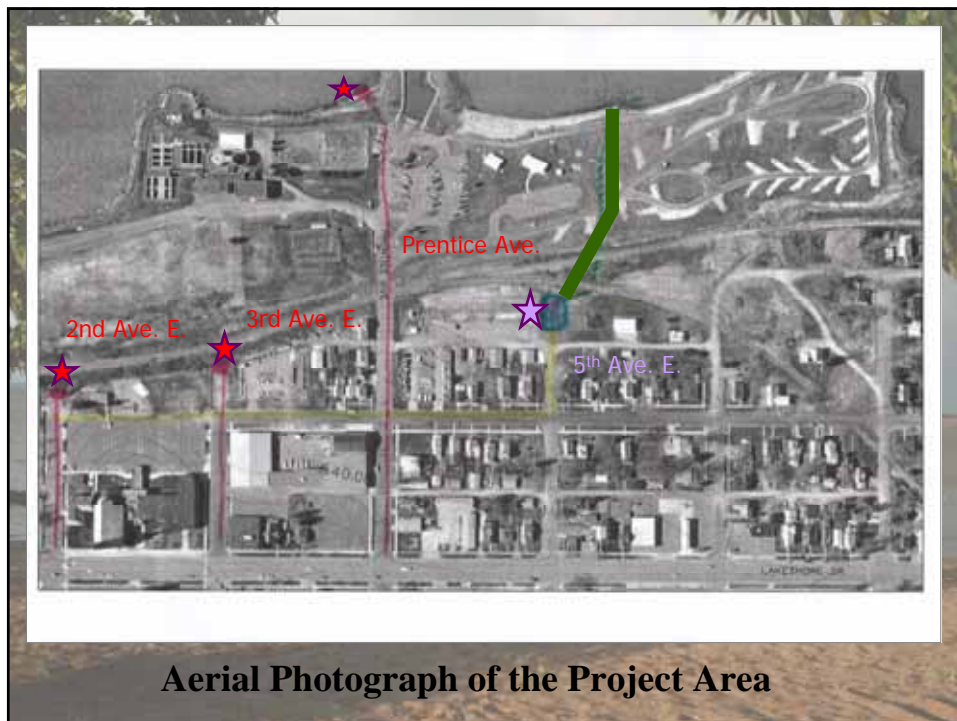 Prentice Ave.
2nd Ave. E.
3rd Ave. E.
5th Ave. E.
LAKESHORE DR
Aerial Photograph of the Project Area